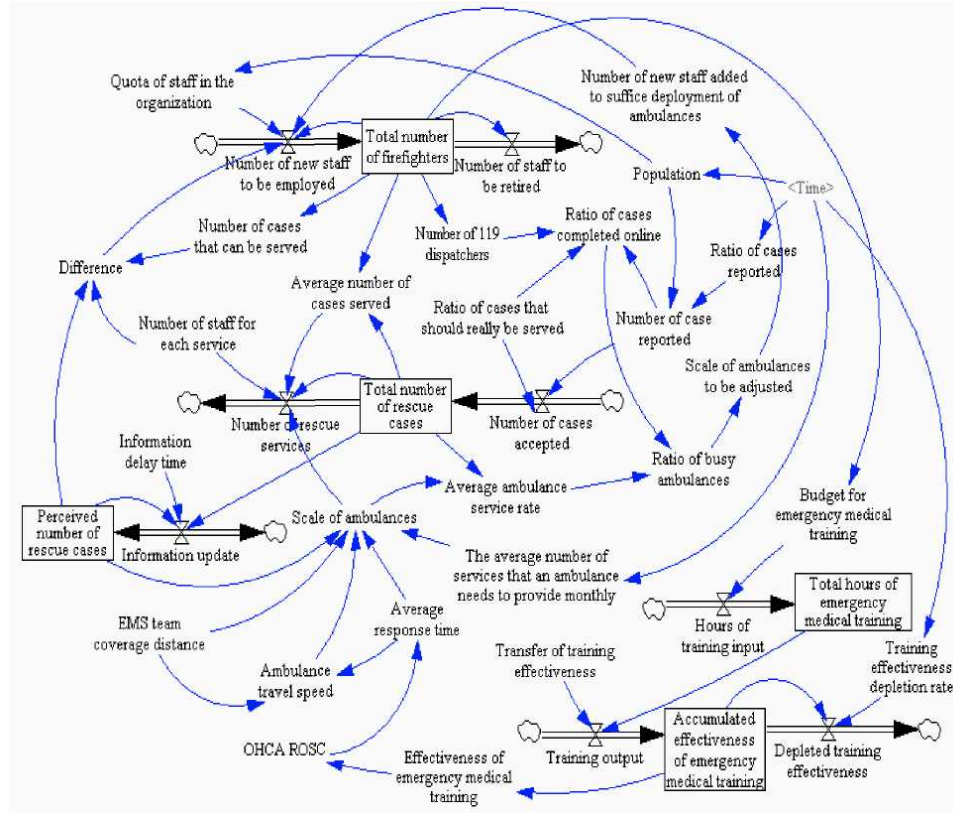 Quota of staff in the
organization
Number of new staff added
to suffice deployment of
ambulances
Total number
of firefighters
Number of new staff
to be employed
Number of staff to
be retired
Population
<Time>
Number of cases
that can be served
Number of 119
dispatchers
Ratio of cases
completed online
Ratio of cases
reported
Difference
Average number of
cases served
Ratio of cases that
should really be served
Number of case
reported
Number of staff for
each service
Scale of ambulances
to be adjusted
Total number
of rescue
cases
Number of rescue
services
Number of cases
accepted
Information
delay time
Average ambulance
service rate
Ratio of busy
ambulances
Perceived
number of
rescue cases
Information update
Scale of ambulances
Budget for
emergency medical
training
The average number of
services that an ambulance
needs to provide monthly
Total hours of
emergency
medical training
Hours of
training input
EMS team
coverage distance
Average
response time
Ambulance
travel speed
Transfer of training
effectiveness
Training
effectiveness
depletion rate
OHCA ROSC
Training output
Accumulated
effectiveness
of emergency
medical training
Depleted training
effectiveness
Effectiveness of
emergency medical
training